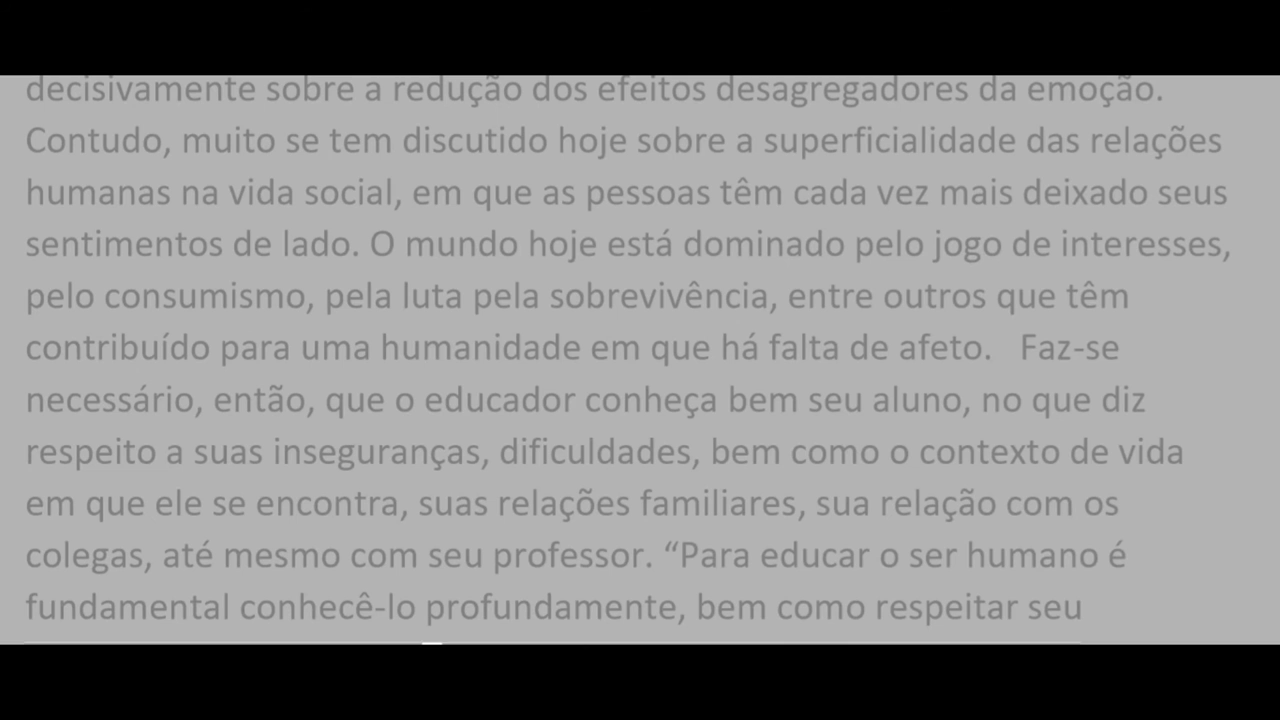 decisivamente sobre a redução dos efeitos desagregadores da emoção.
Contudo, muito se tem discutido hoje sobre a superficialidade das relações
humanas na vida social, em que as pessoas têm cada vez mais deixado seus
sentimentos de lado. O mundo hoje está dominado pelo jogo de interesses,
pelo consumismo, pela luta pela sobrevivência, entre outros que têm
contribuído para uma humanidade em que há falta de afeto.   Faz-se
necessário, então, que o educador conheça bem seu aluno, no que diz
respeito a suas inseguranças, dificuldades, bem como o contexto de vida
em que ele se encontra, suas relações familiares, sua relação com os
colegas, até mesmo com seu professor. “Para educar o ser humano é
fundamental conhecê-lo profundamente, bem como respeitar seu